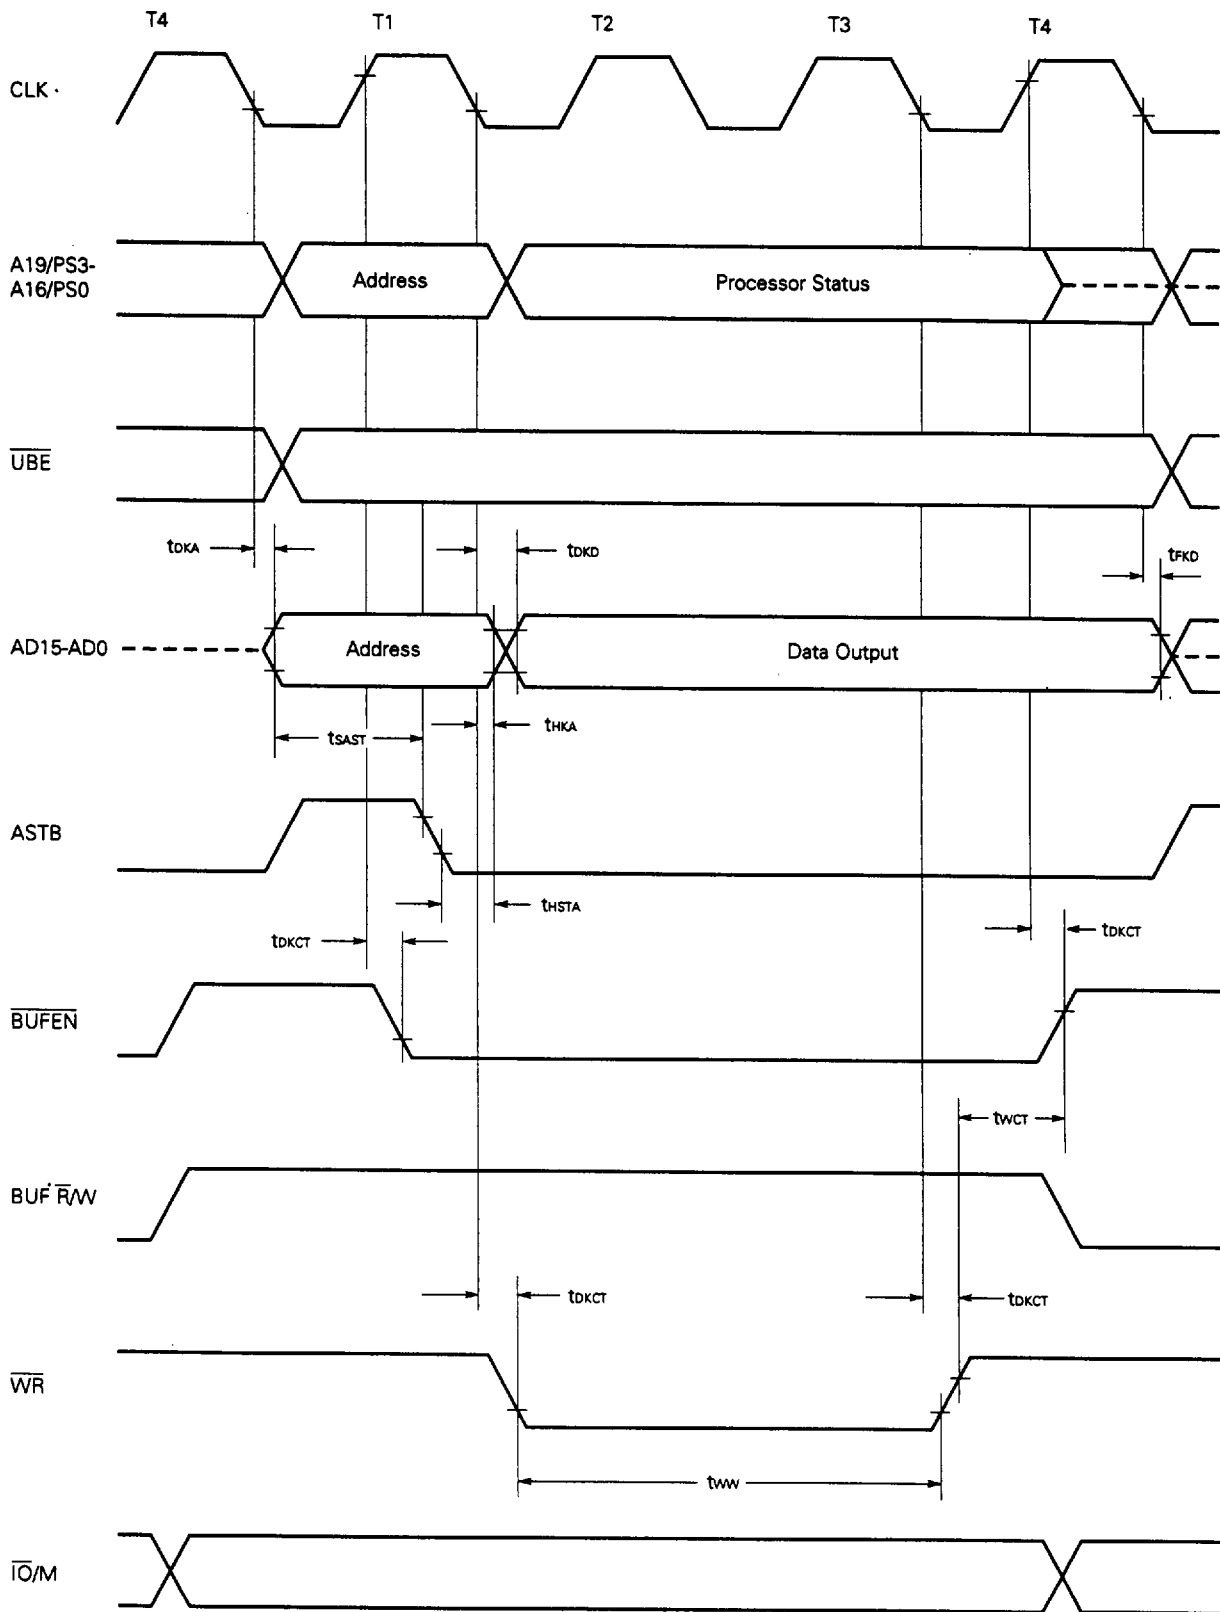 T4 T1 T2 T3 T4
CLK
A19/PS3-
A16/PS0
Address
Processor Status
UBE
tDKA
tDKD
tFKD
AD15-AD0
Address
Data Output
tSAST
tHKA
ASTB
tHSTA
tDKCT
tDKCT
BUFEN
tWCT
BUF R/W
tDKCT
tDKCT
WR
tWW
IO/M